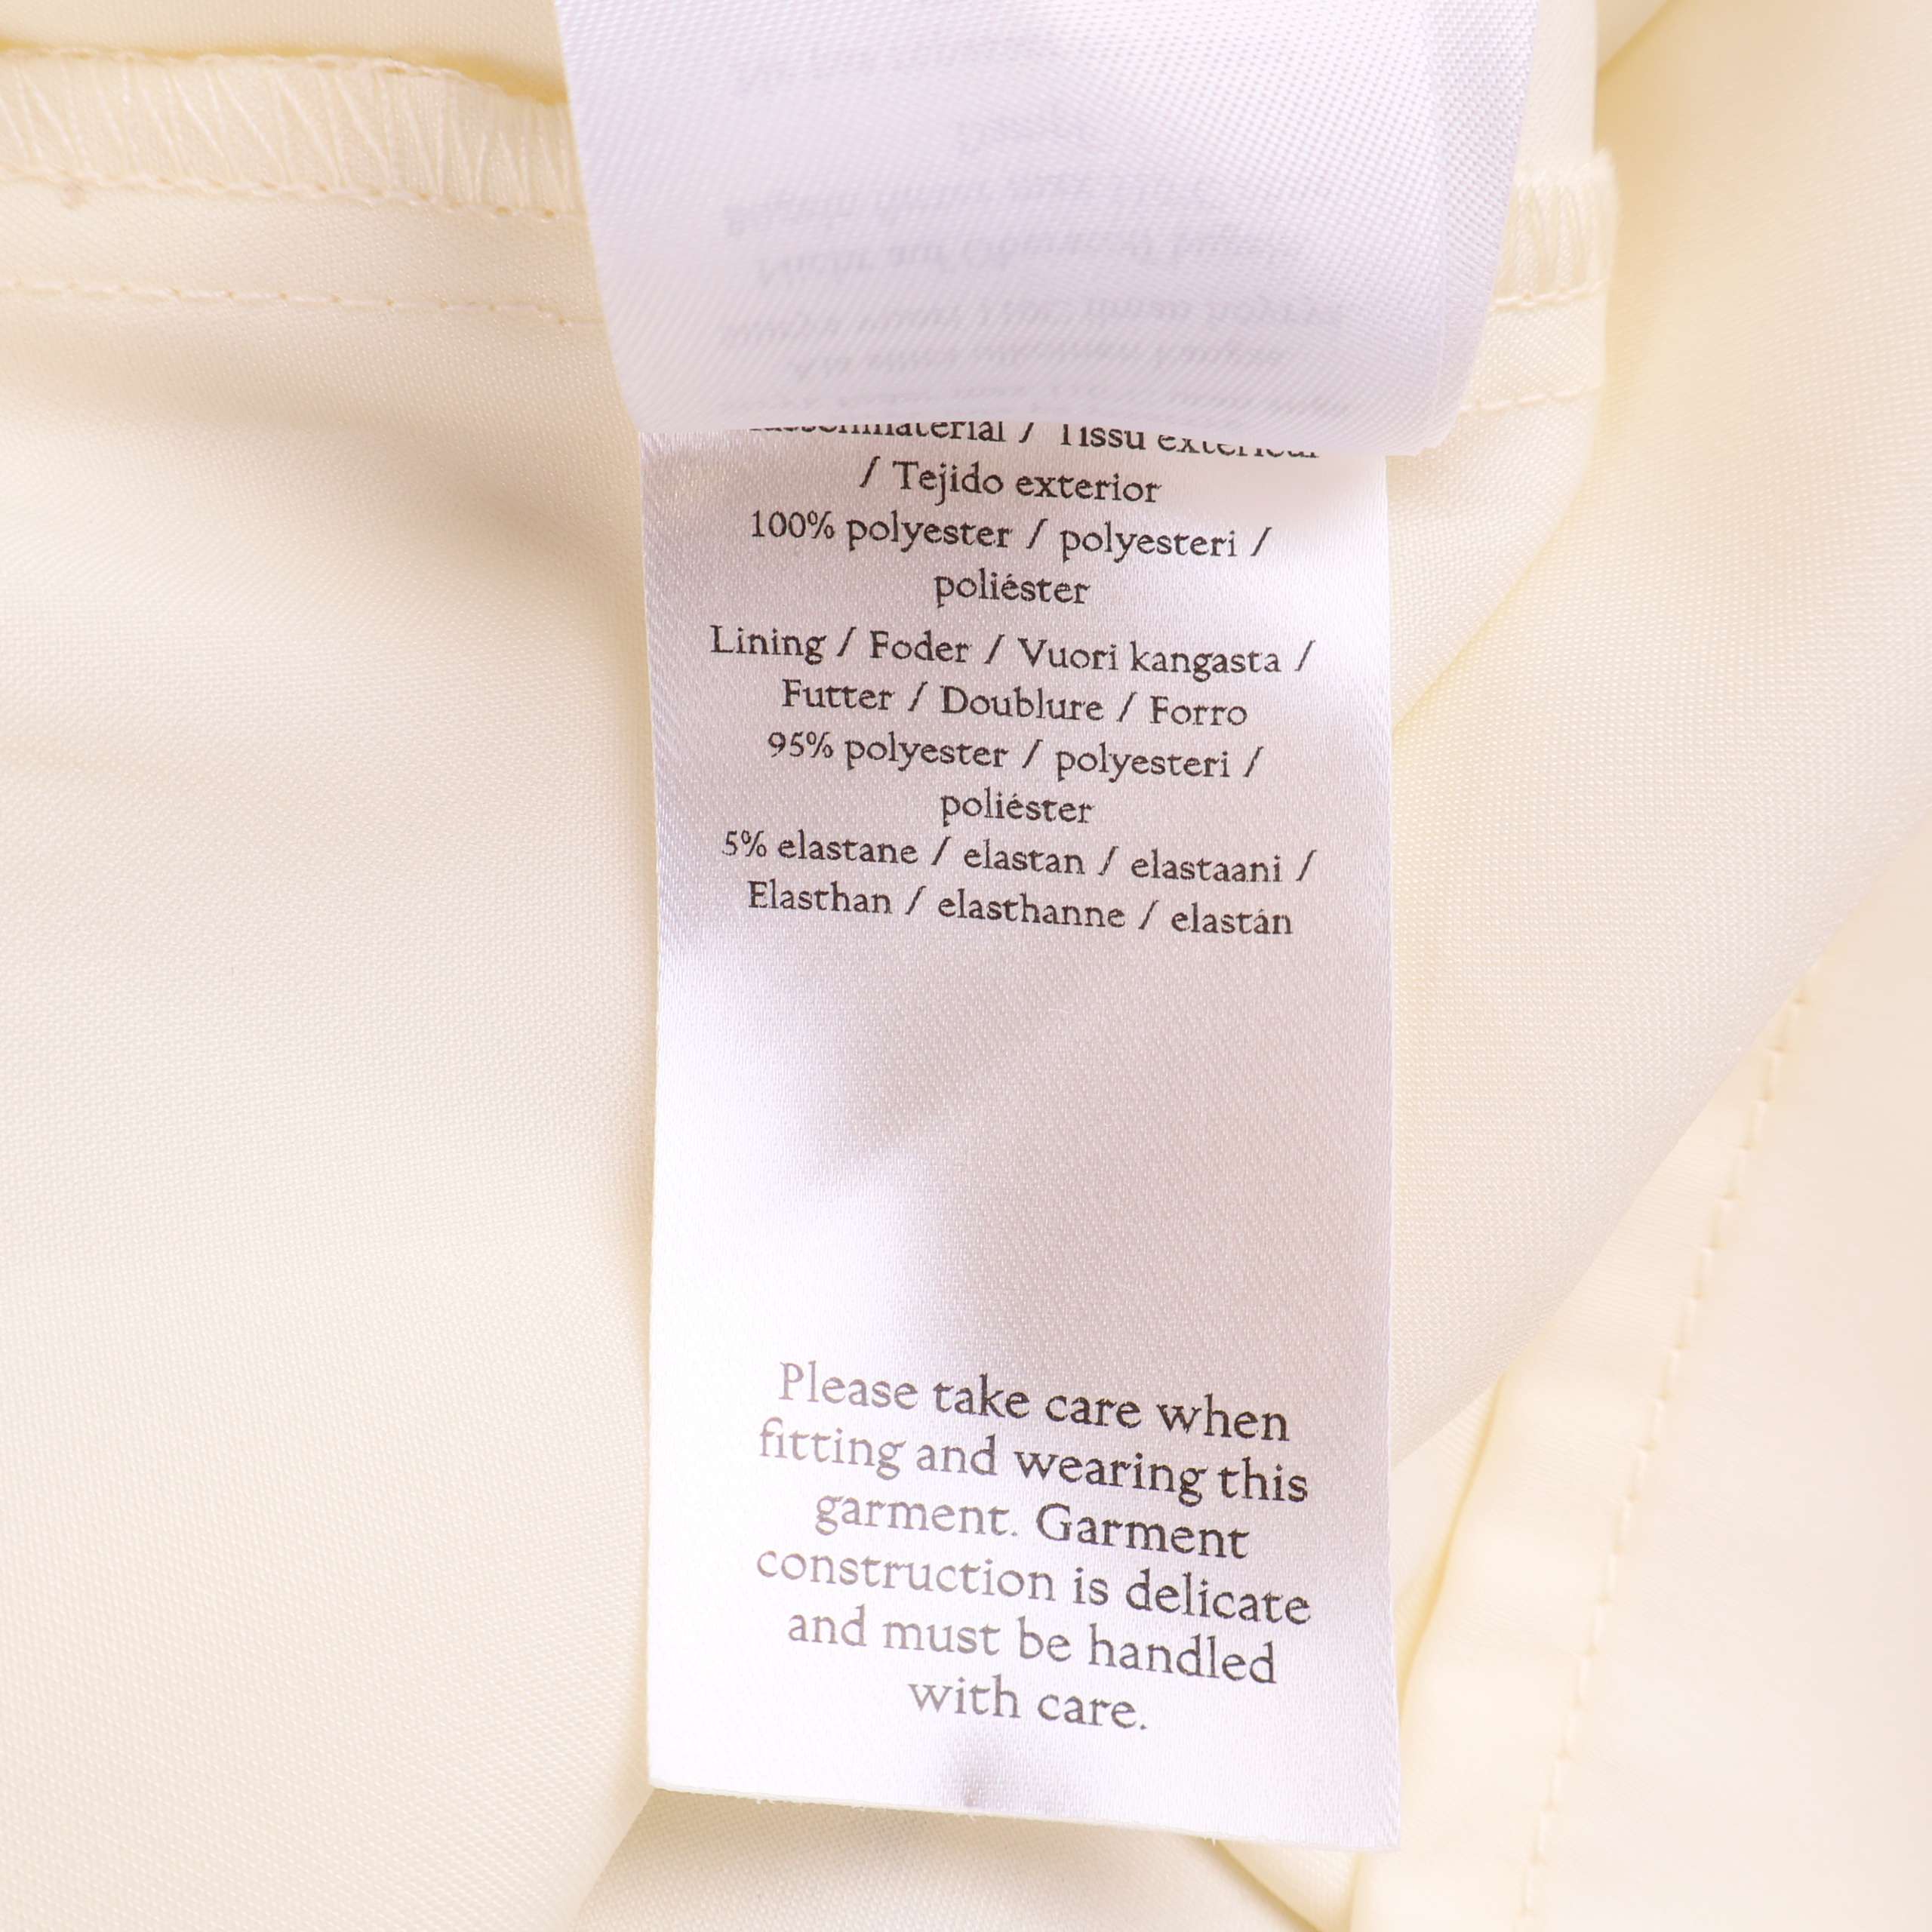 / Tissu
/ Tejido exterior
100% polyester / polyesteri /
poliéster
Lining / Foder / Vuori kangasta /
Futter / Doublure / Forro
95% polyester / polyesteri /
poliéster
5% elastane / elastan / elastaani /
Elasthan / elasthanne / elastán
Please take care when
fitting and wearing this
garment. Garment
construction is delicate
and must be handled
with care.